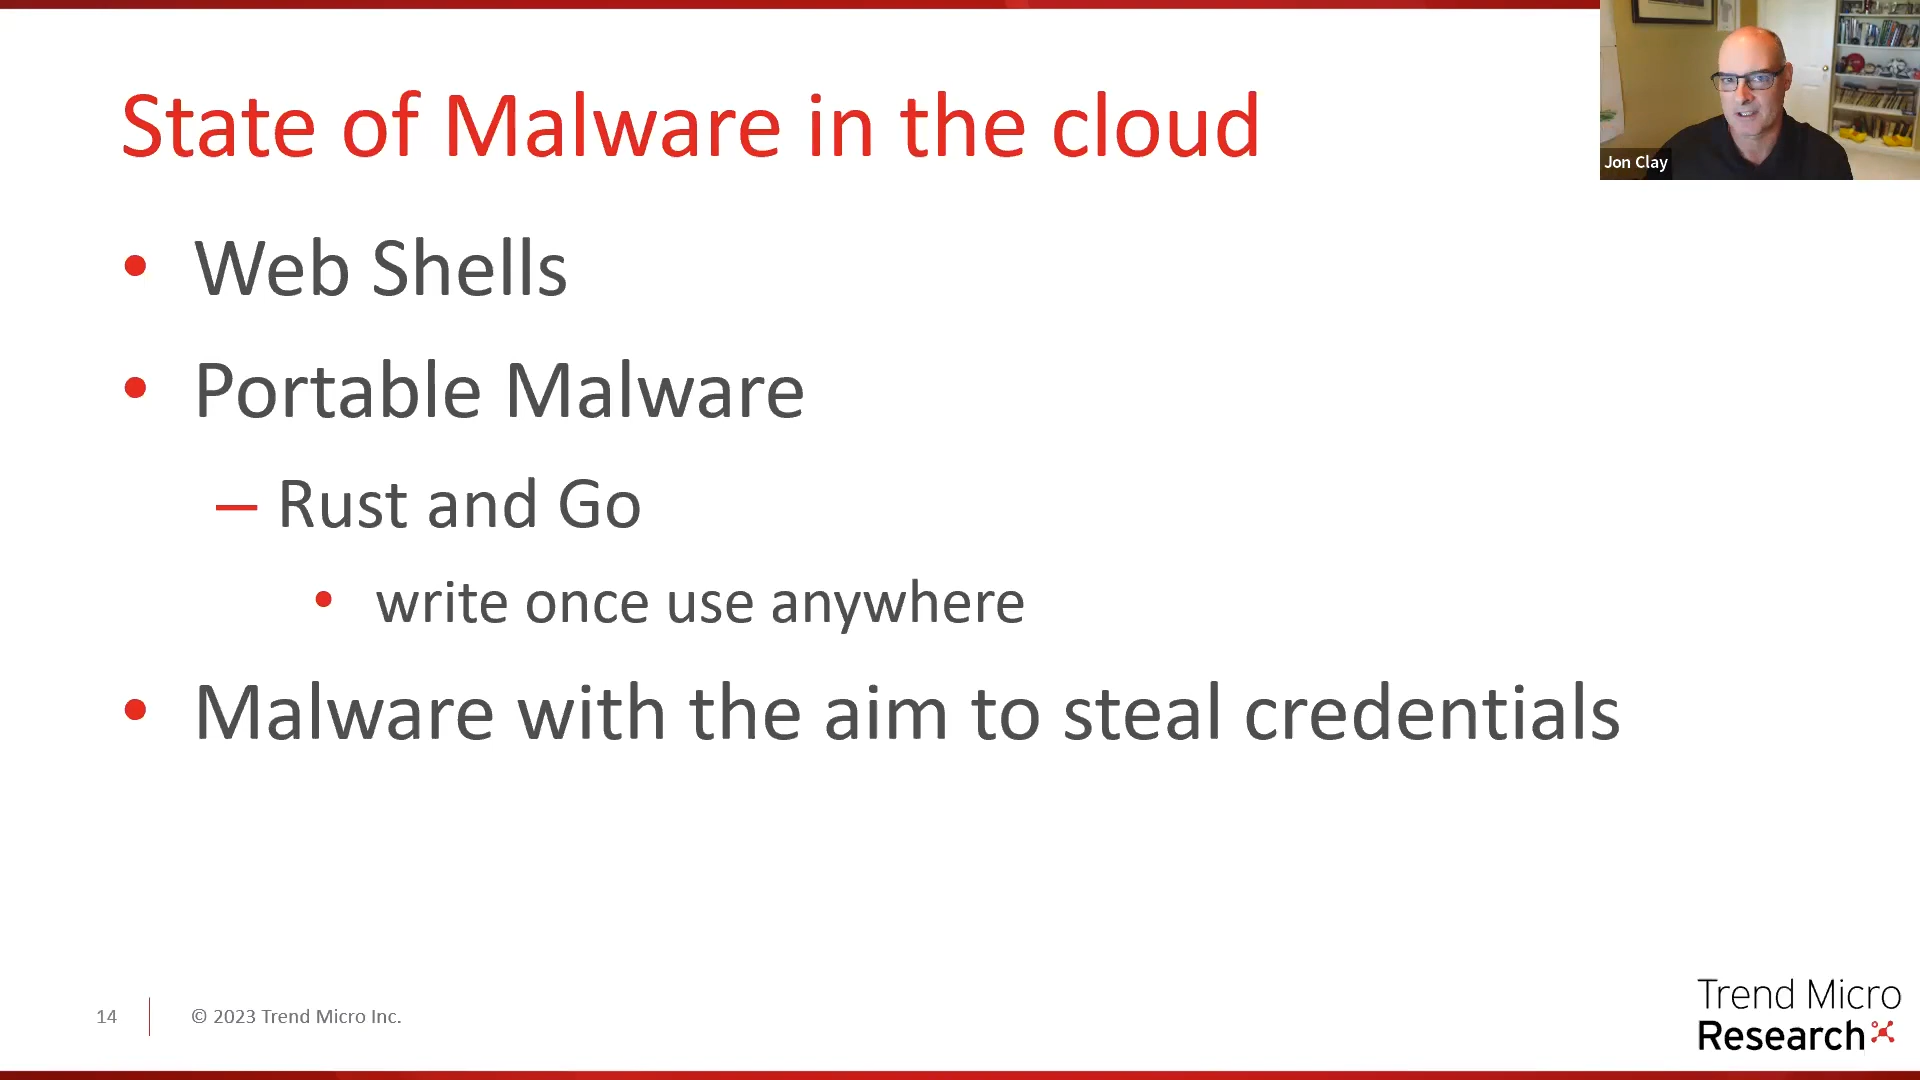 State of Malware in the cloud
Jon Clay
• Web Shells
• Portable Malware
– Rust and Go
• write once use anywhere
• Malware with the aim to steal credentials
14
© 2023 Trend Micro Inc.
Trend Micro
Research